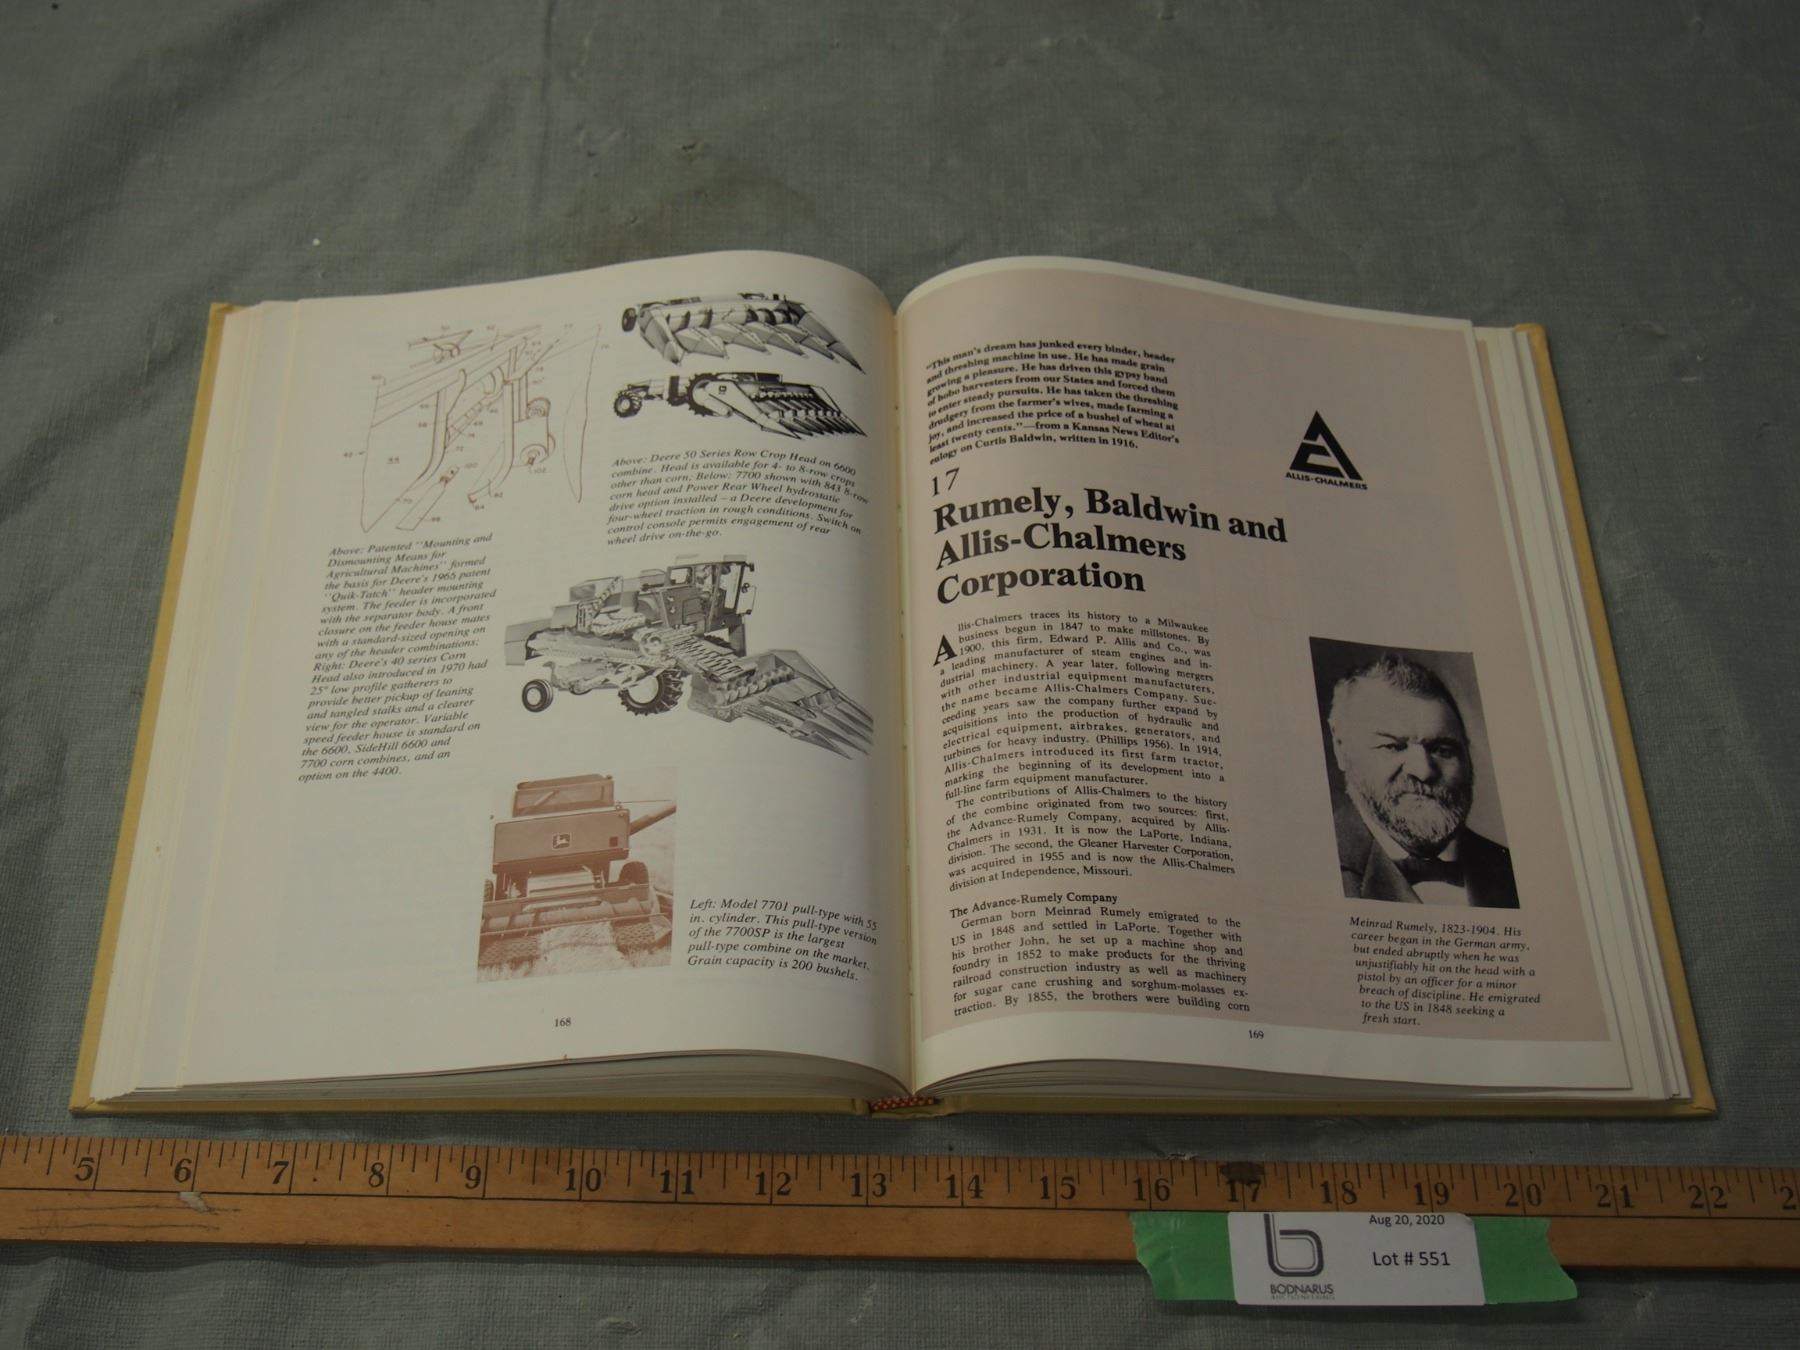 Above: Deere 50 Series Row Crop Head on 6600
combine. Head is available for 4- to 8-row crops
other than corn; Below: 7700 shown with 843 8-row
corn head and Power Rear Wheel hydrostatic
drive option installed – a Deere development for
four-wheel traction in rough conditions. Switch on
control console permits engagement of rear
wheel drive on-the-go.
Above: Patented "Mounting and
Dismounting Means for
Agricultural Machines" formed
the basis for Deere's 1965 patent
"Quik-Tatch" header mounting
system. The feeder is incorporated
with the separator body. A front
closure on the feeder house mates
with a standard-sized opening on
any of the header combinations;
Right: Deere's 40 series Corn
Head also introduced in 1970 had
25° low profile gatherers to
provide better pickup of leaning
and tangled stalks and a clearer
view for the operator. Variable
speed feeder house is standard on
the 6600, SideHill 6600 and
7700 corn combines, and an
option on the 4400.
Left: Model 7701 pull-type with 55
in. cylinder. This pull-type version
of the 7700SP is the largest
pull-type combine on the market.
Grain capacity is 200 bushels.
168
"This man's dream has junked every binder, header
and threshing machine in use. He has made grain
growing a pleasure. He has driven this gypsy band
of hobo harvesters from our States and forced them
to enter steady pursuits. He has taken the threshing
drudgery from the farmer's wives, made farming a
joy, and increased the price of a bushel of wheat at
least twenty cents."—from a Kansas News Editor's
eulogy on Curtis Baldwin, written in 1916.
ALLIS-CHALMERS
17
Rumely, Baldwin and
Allis-Chalmers
Corporation
Allis-Chalmers traces its history to a Milwaukee
business begun in 1847 to make millstones. By
1900, this firm, Edward P. Allis and Co., was
a leading manufacturer of steam engines and in-
dustrial machinery. A year later, following mergers
with other industrial equipment manufacturers,
the name became Allis-Chalmers Company. Suc-
ceeding years saw the company further expand by
acquisitions into the production of hydraulic and
electrical equipment, airbrakes, generators, and
turbines for heavy industry. (Phillips 1956). In 1914,
Allis-Chalmers introduced its first farm tractor,
marking the beginning of its development into a
full-line farm equipment manufacturer.
The contributions of Allis-Chalmers to the history
of the combine originated from two sources: first,
the Advance-Rumely Company, acquired by Allis-
Chalmers in 1931. It is now the LaPorte, Indiana,
division. The second, the Gleaner Harvester Corporation,
was acquired in 1955 and is now the Allis-Chalmers
division at Independence, Missouri.
The Advance-Rumely Company
German born Meinrad Rumely emigrated to the
US in 1848 and settled in LaPorte. Together with
his brother John, he set up a machine shop and
foundry in 1852 to make products for the thriving
railroad construction industry as well as machinery
for sugar cane crushing and sorghum-molasses ex-
traction. By 1855, the brothers were building corn
Meinrad Rumely, 1823-1904. His
career began in the German army,
but ended abruptly when he was
unjustifiably hit on the head with a
pistol by an officer for a minor
breach of discipline. He emigrated
to the US in 1848 seeking a
fresh start.
169
5 6 7 8 9 10 11 12 13 14 15 16 17 18 19 20 21 22
Aug 20, 2020
Lot # 551
BODNARUS
AUCTIONEERING